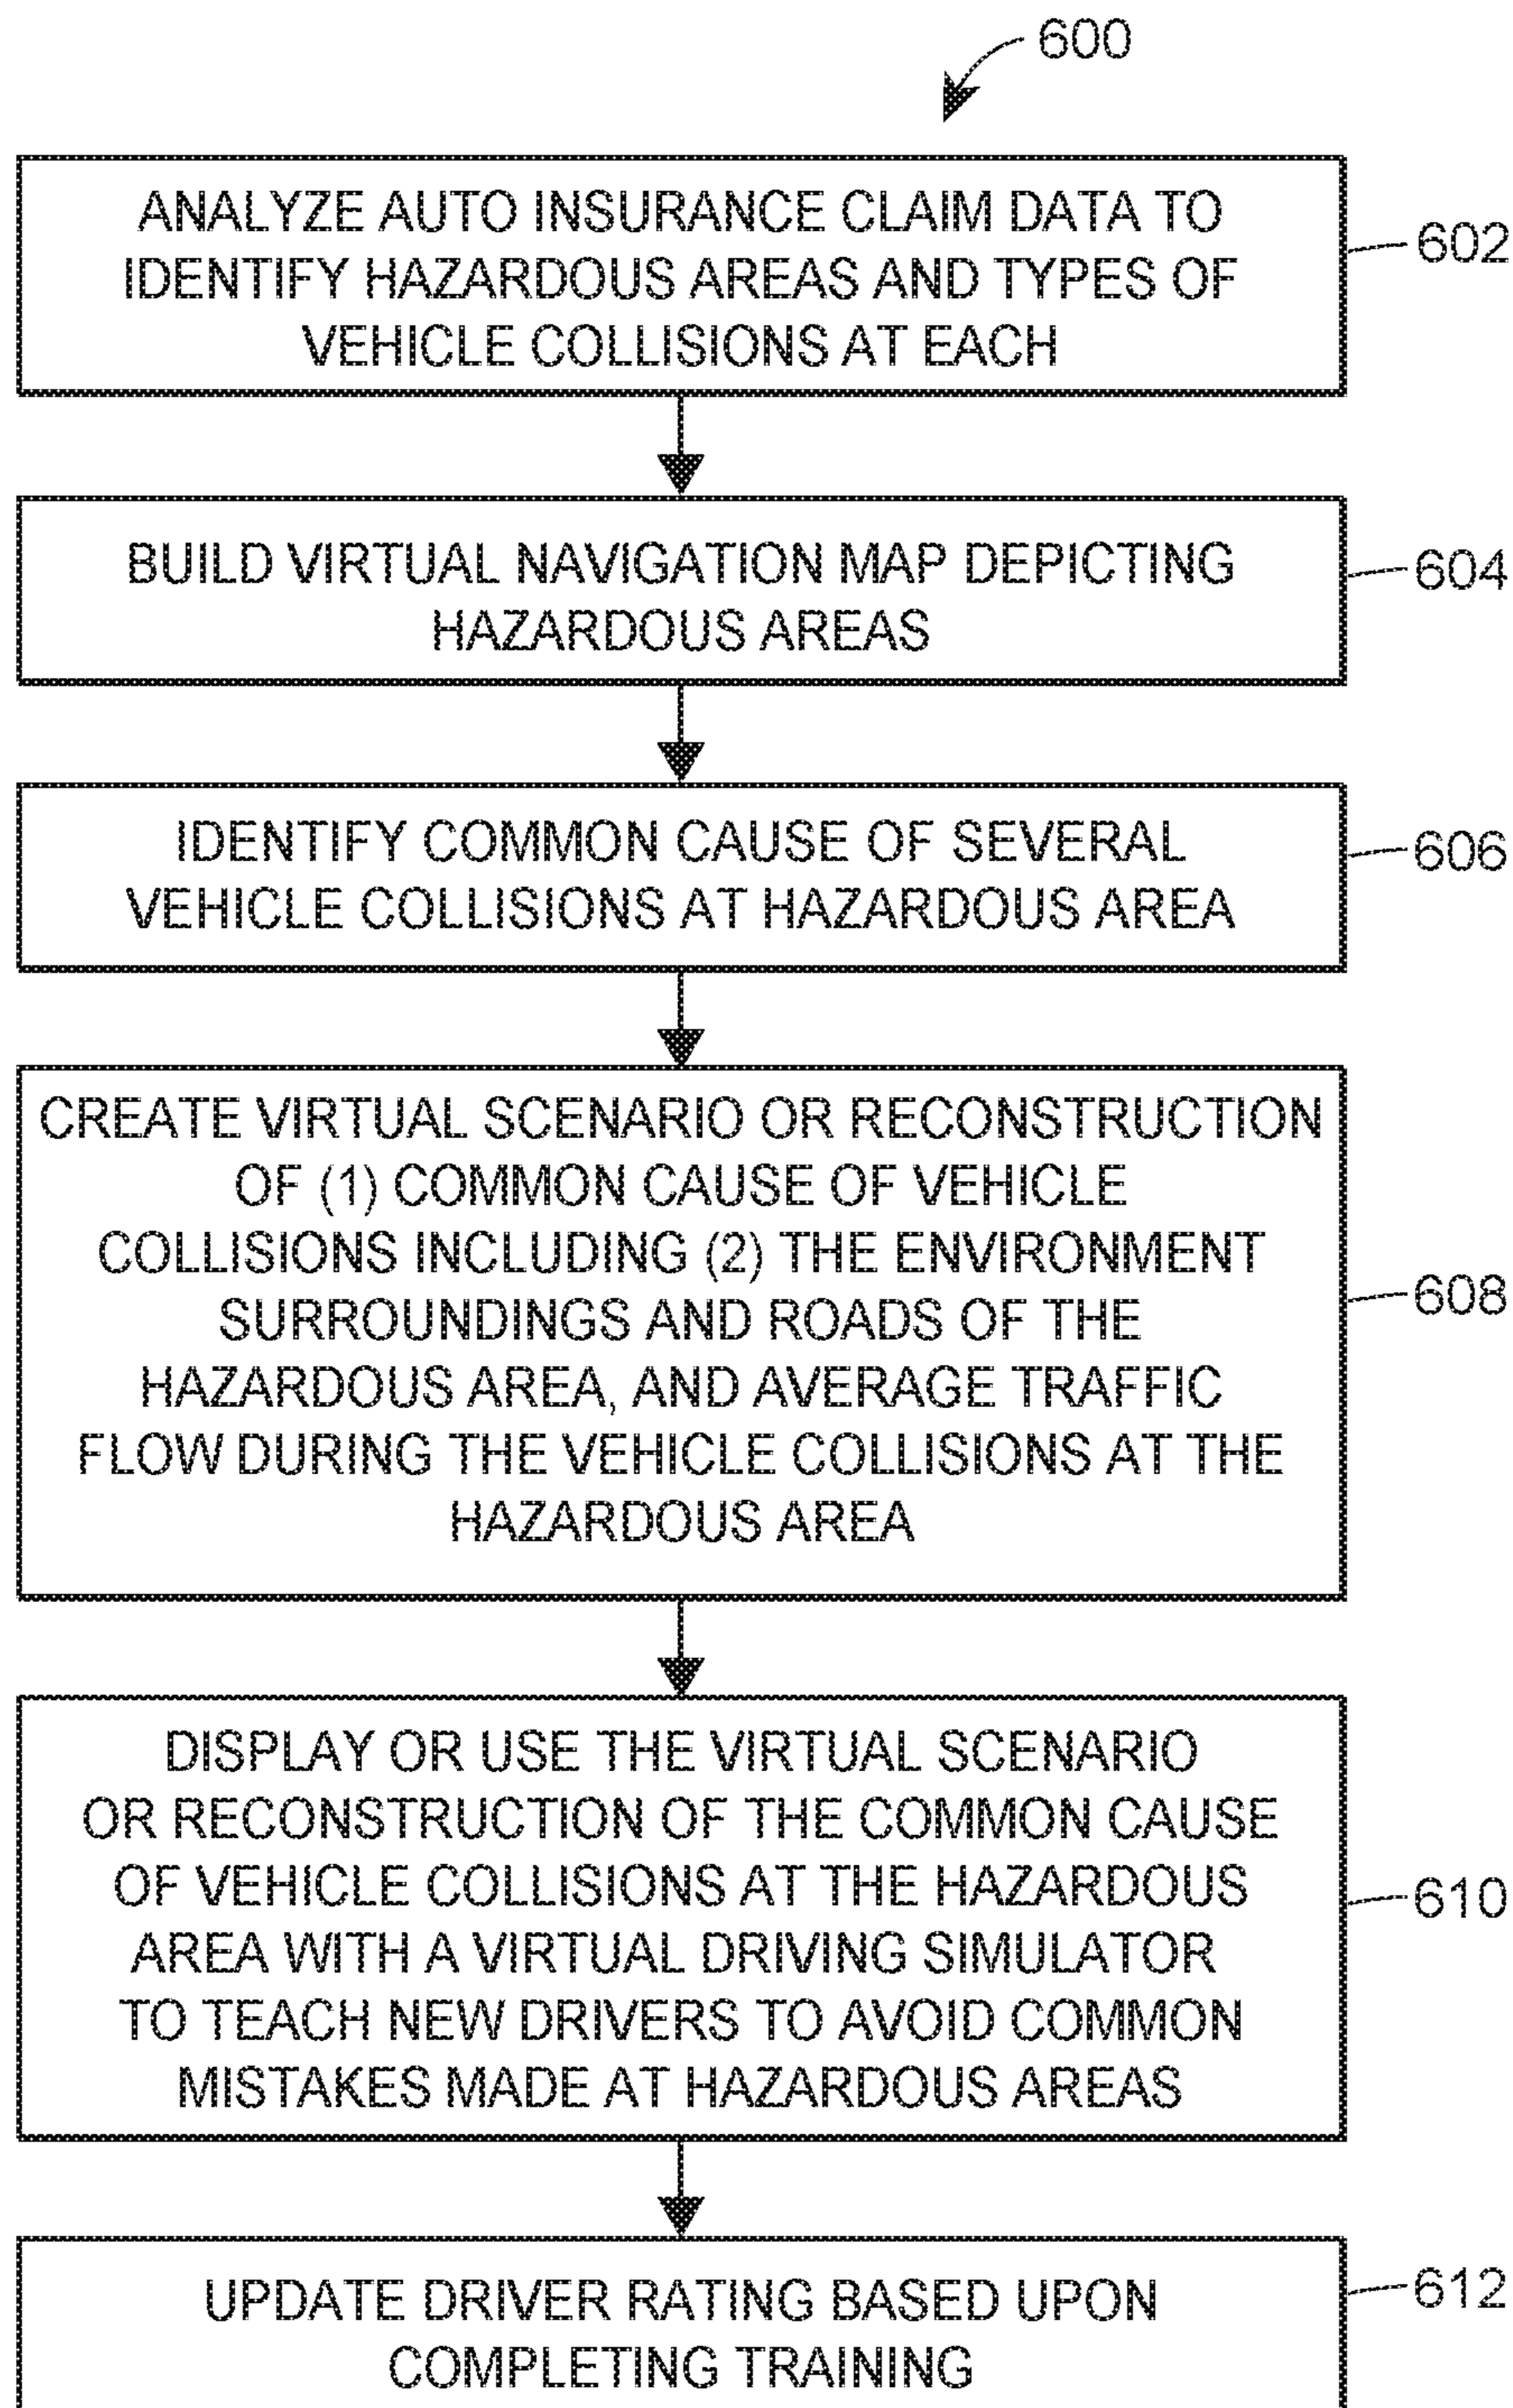 600
ANALYZE AUTO INSURANCE CLAIM DATA TO
IDENTIFY HAZARDOUS AREAS AND TYPES OF
VEHICLE COLLISIONS AT EACH
602
BUILD VIRTUAL NAVIGATION MAP DEPICTING
HAZARDOUS AREAS
604
IDENTIFY COMMON CAUSE OF SEVERAL
VEHICLE COLLISIONS AT HAZARDOUS AREA
606
CREATE VIRTUAL SCENARIO OR RECONSTRUCTION
OF (1) COMMON CAUSE OF VEHICLE
COLLISIONS INCLUDING (2) THE ENVIRONMENT
SURROUNDINGS AND ROADS OF THE
HAZARDOUS AREA, AND AVERAGE TRAFFIC
FLOW DURING THE VEHICLE COLLISIONS AT THE
HAZARDOUS AREA
608
DISPLAY OR USE THE VIRTUAL SCENARIO
OR RECONSTRUCTION OF THE COMMON CAUSE
OF VEHICLE COLLISIONS AT THE HAZARDOUS
AREA WITH A VIRTUAL DRIVING SIMULATOR
TO TEACH NEW DRIVERS TO AVOID COMMON
MISTAKES MADE AT HAZARDOUS AREAS
610
UPDATE DRIVER RATING BASED UPON
COMPLETING TRAINING
612